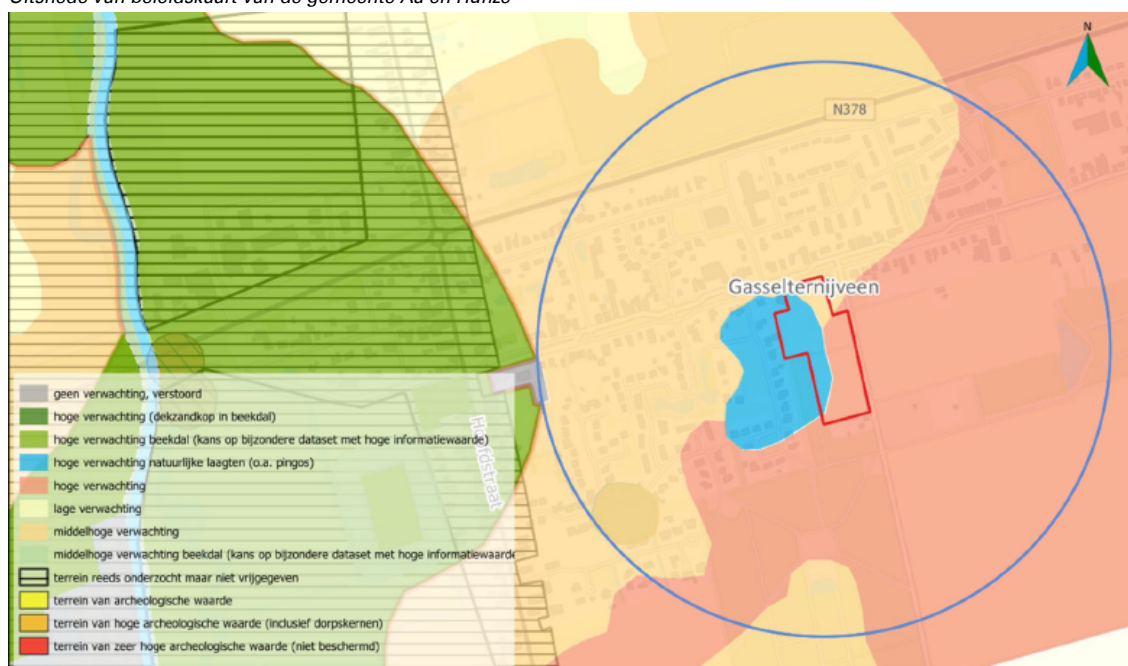 Uitsnede van beleidskaart van de gemeente Aa en Hunze
N
N378
Gasselternijveen
Hoofdstraat
geen verwachting, verstoord
hoge verwachting (dekzandkop in beekdal)
hoge verwachting beekdal (kans op bijzondere dataset met hoge informatiewaarde)
hoge verwachting natuurlijke laagten (o.a. pingos)
hoge verwachting
lage verwachting
middelhoge verwachting
middelhoge verwachting beekdal (kans op bijzondere dataset met hoge informatiewaarde
terrein reeds onderzocht maar niet vrijgegeven
terrein van archeologische waarde
terrein van hoge archeologische waarde (inclusief dorpskernen)
terrein van zeer hoge archeologische waarde (niet beschermd)